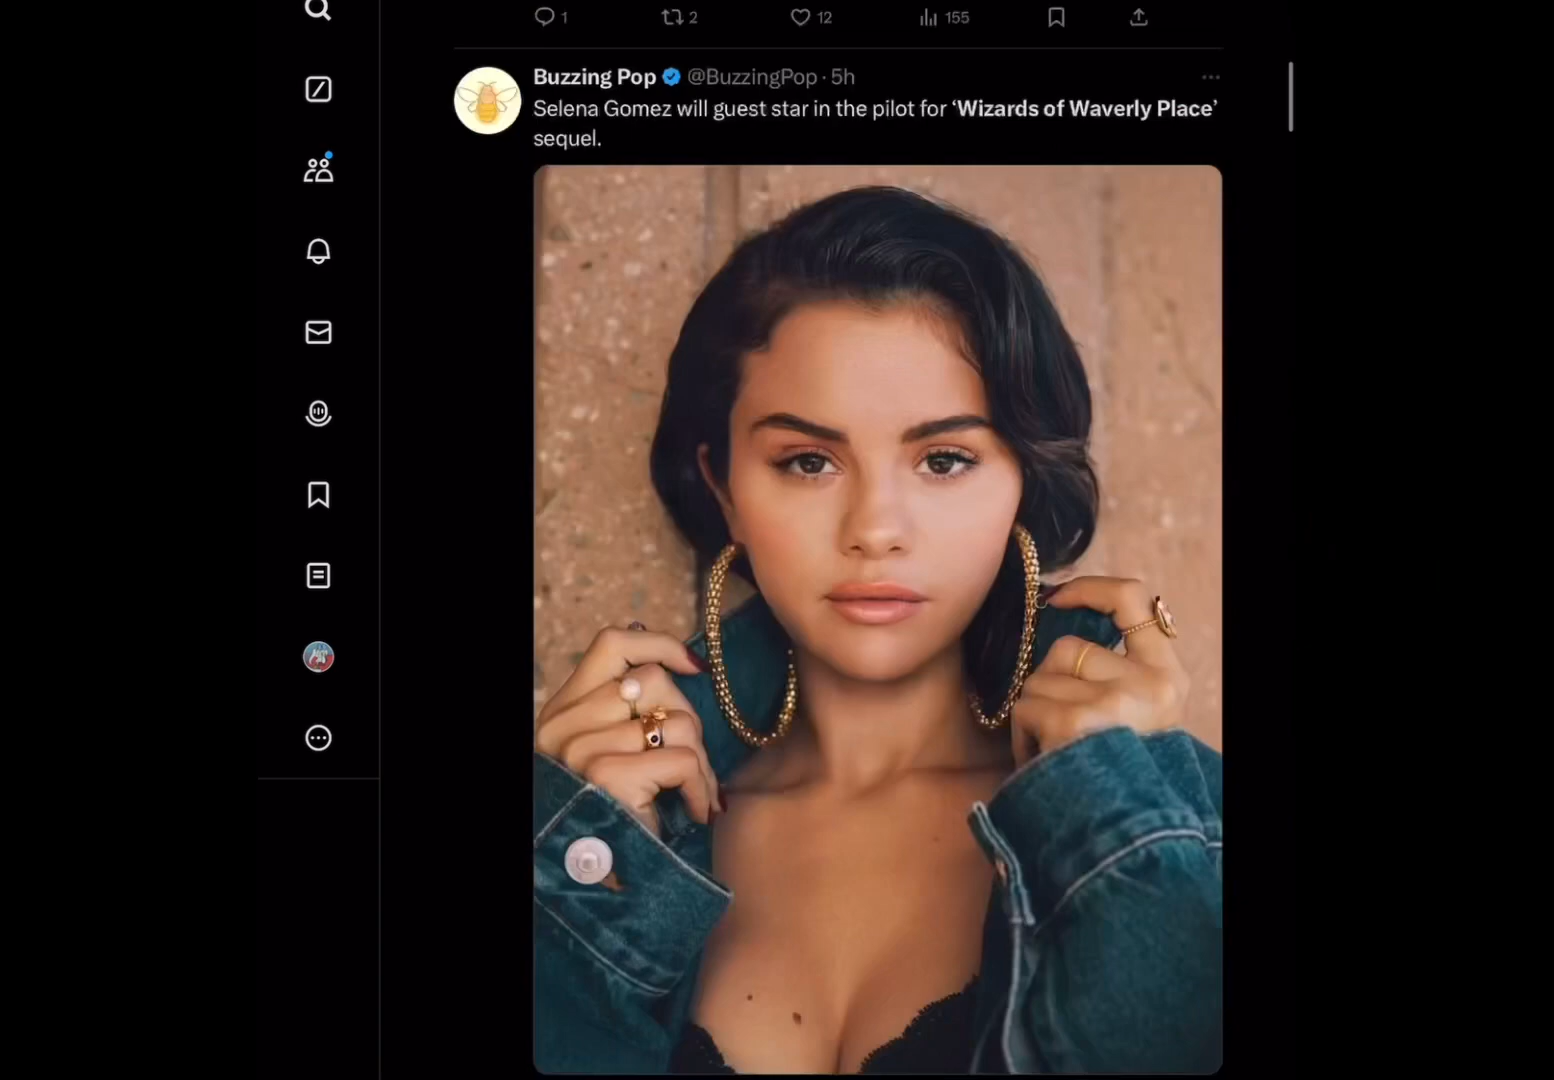 1 2 12 155
Buzzing Pop @BuzzingPop · 5h
Selena Gomez will guest star in the pilot for ‘Wizards of Waverly Place’
sequel.